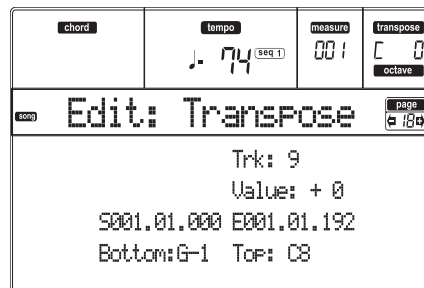 chord tempo measure transpose
♩- 74 seq 1 001 C 0
octave
song Edit: Transpose page
18
Trk: 9
Value: + 0
S001.01.000 E001.01.192
Bottom:G-1 Top: C8